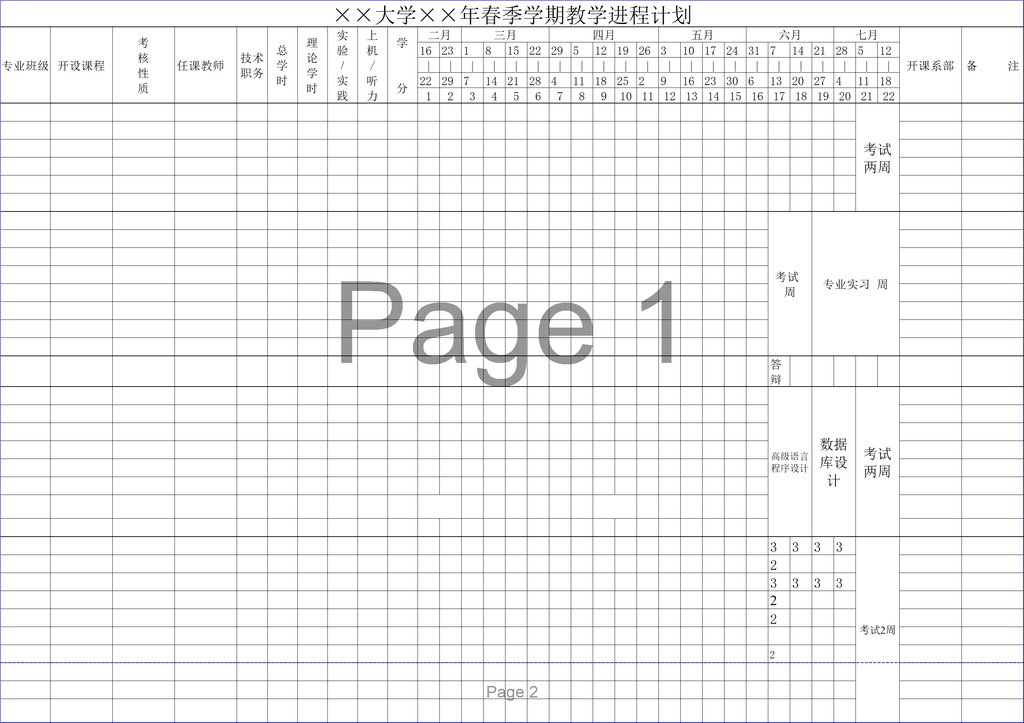 ××大学××年春季学期教学进程计划
专业班级 开设课程 考核性质 任课教师 技术职务 总学时 理论学时 实验/实践 上机/听力 学分 二月 三月 四月 五月 六月 七月 开课系部 备注
16 23 1 8 15 22 29 5 12 19 26 3 10 17 24 31 7 14 21 28 5 12
| | | | | | | | | | | | | | | | | | | | | |
22 29 7 14 21 28 4 11 18 25 2 9 16 23 30 6 13 20 27 4 11 18
1 2 3 4 5 6 7 8 9 10 11 12 13 14 15 16 17 18 19 20 21 22
考试
两周
考试
周
专业实习 周
Page 1
答
辩
高级语言
程序设计
数据
库设
计
考试
两周
3 3 3 3
2
3 3 3 3
2
2
考试2周
2
Page 2